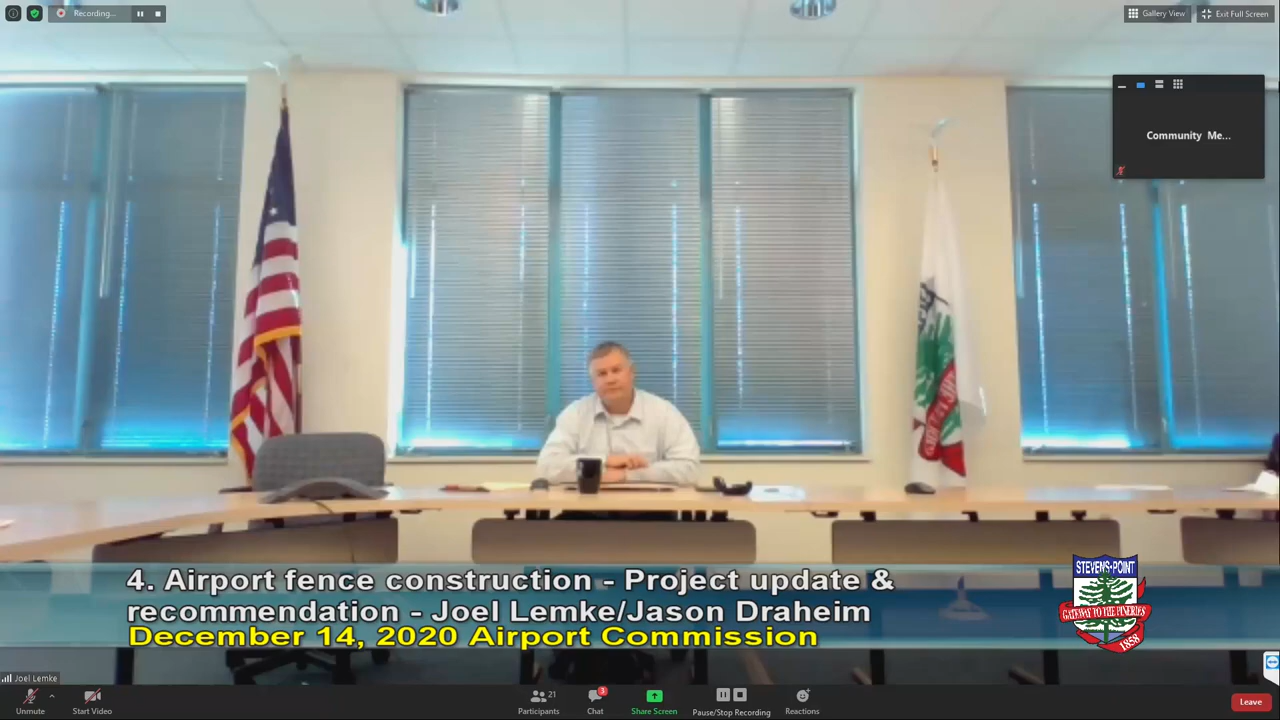 Recording...
Gallery View
Exit Full Screen
Community Me...
4. Airport fence construction - Project update &
recommendation - Joel Lemke/Jason Draheim
December 14, 2020 Airport Commission
STEVENS POINT
GATEWAY TO THE PINERIES
1858
Joel Lemke
Unmute
Start Video
21
Participants
3
Chat
Share Screen
Pause/Stop Recording
Reactions
Leave